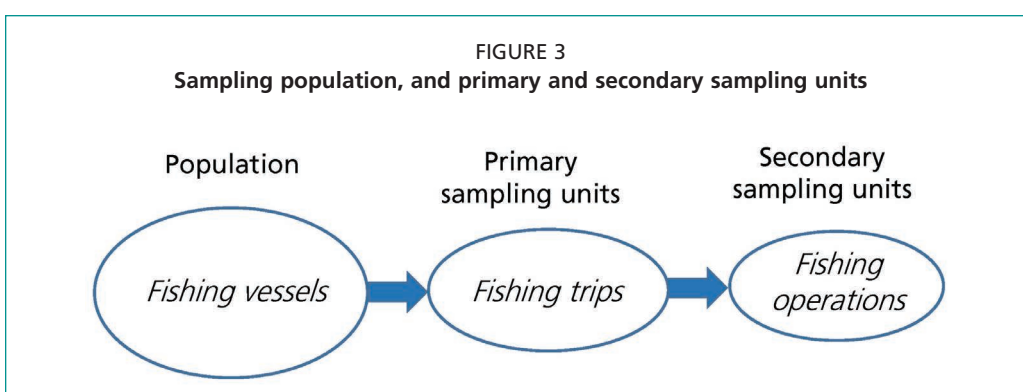 FIGURE 3
Sampling population, and primary and secondary sampling units
Population
Fishing vessels
Primary
sampling units
Fishing trips
Secondary
sampling units
Fishing
operations